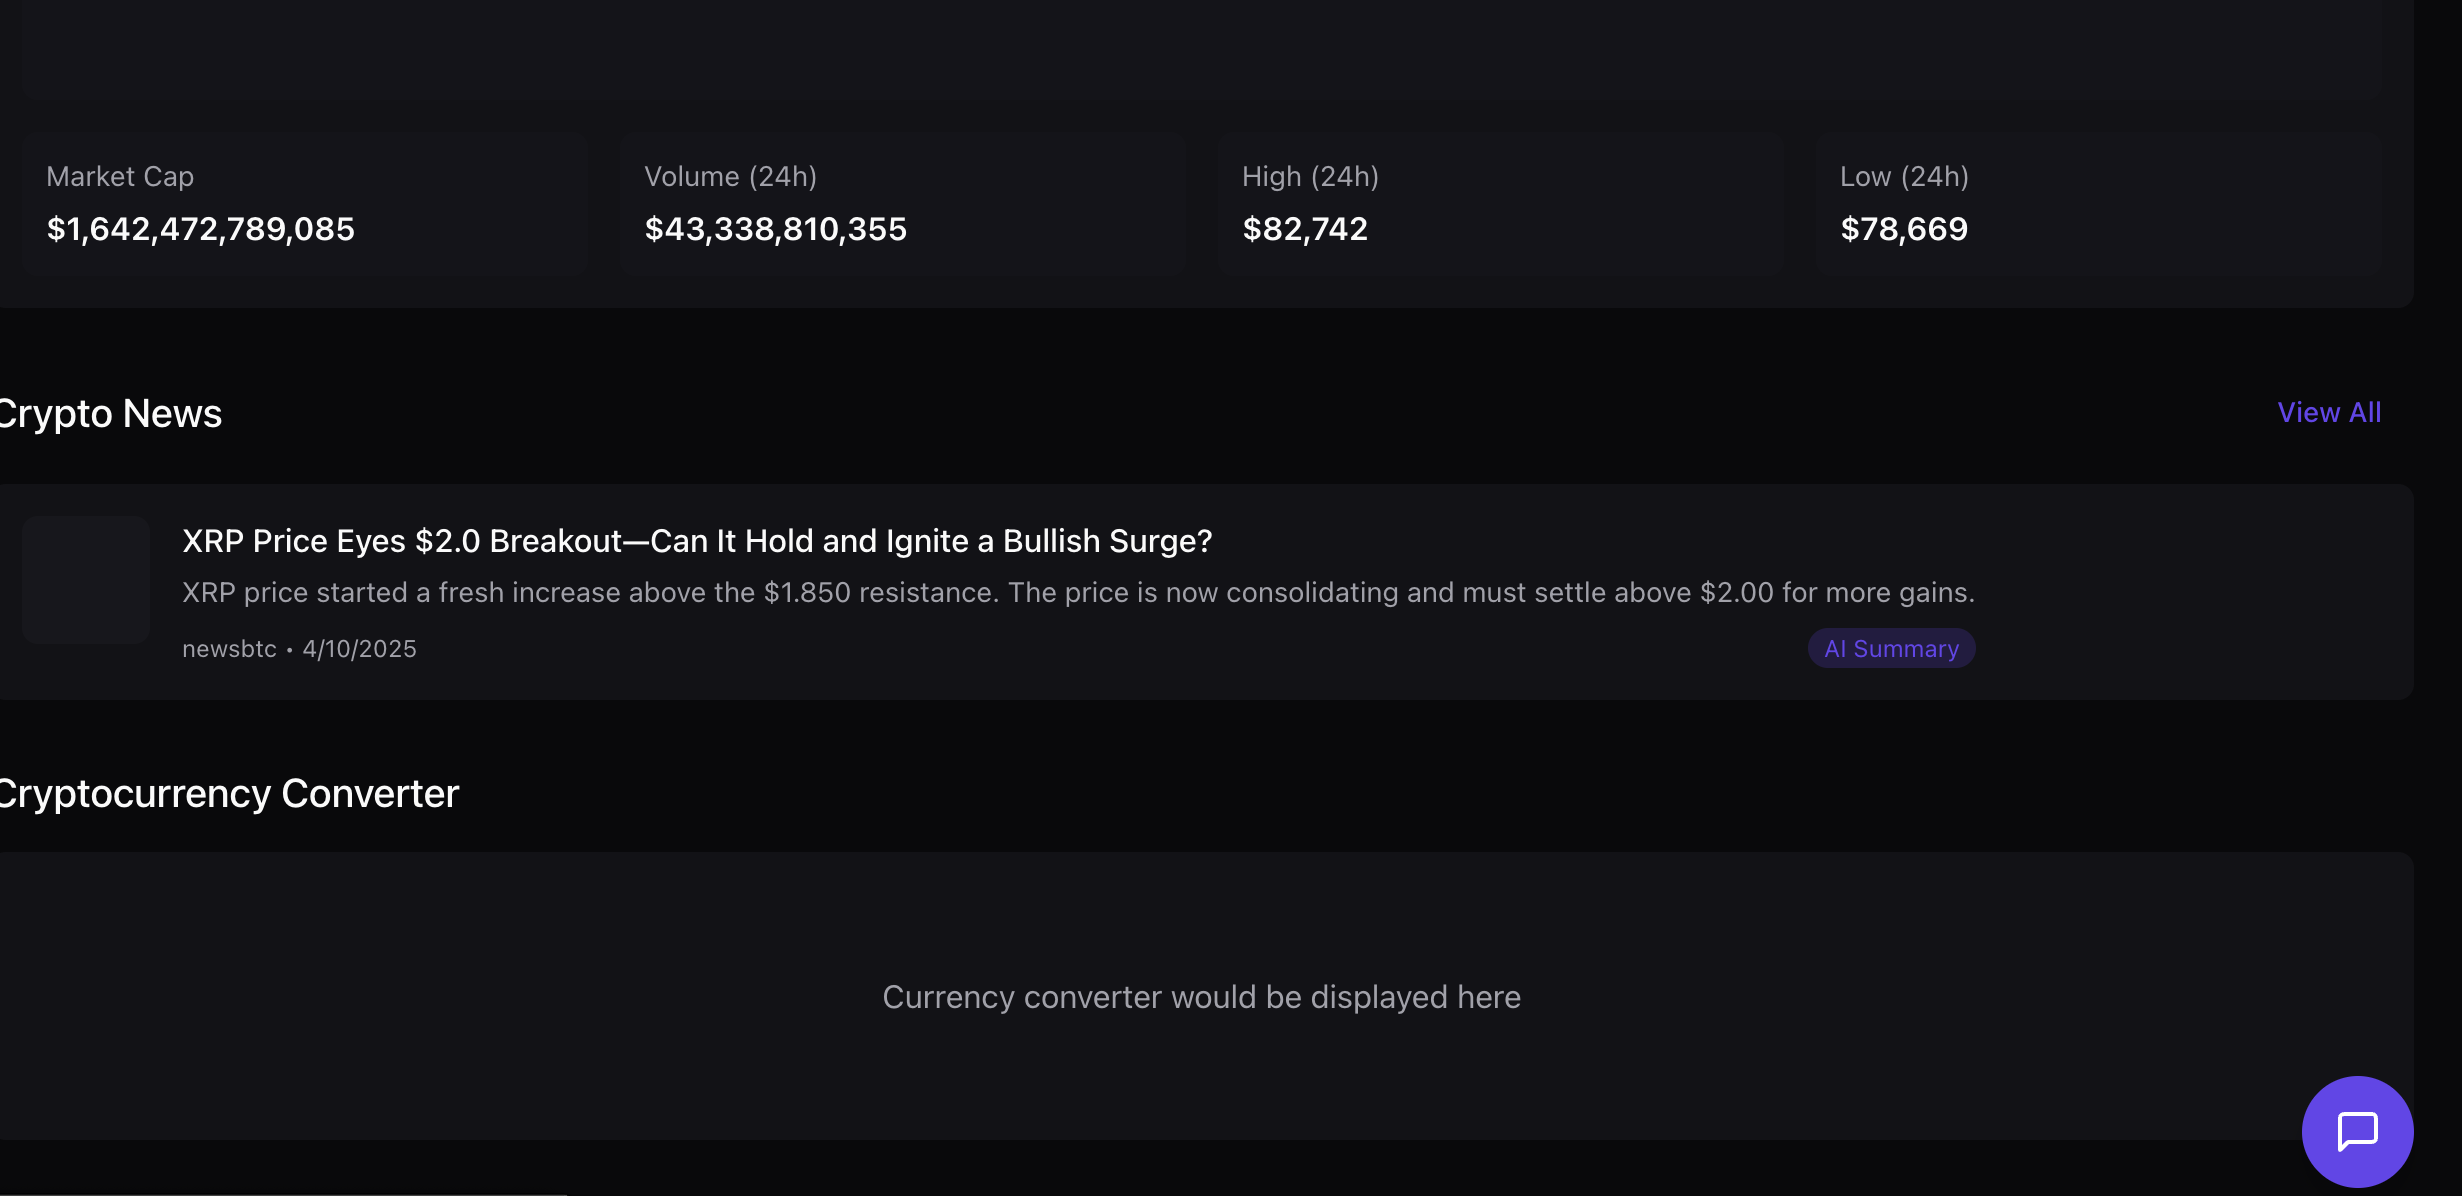 Market Cap
$1,642,472,789,085
Volume (24h)
$43,338,810,355
High (24h)
$82,742
Low (24h)
$78,669
Crypto News
View All
XRP Price Eyes $2.0 Breakout—Can It Hold and Ignite a Bullish Surge?
XRP price started a fresh increase above the $1.850 resistance. The price is now consolidating and must settle above $2.00 for more gains.
newsbtc • 4/10/2025
AI Summary
Cryptocurrency Converter
Currency converter would be displayed here